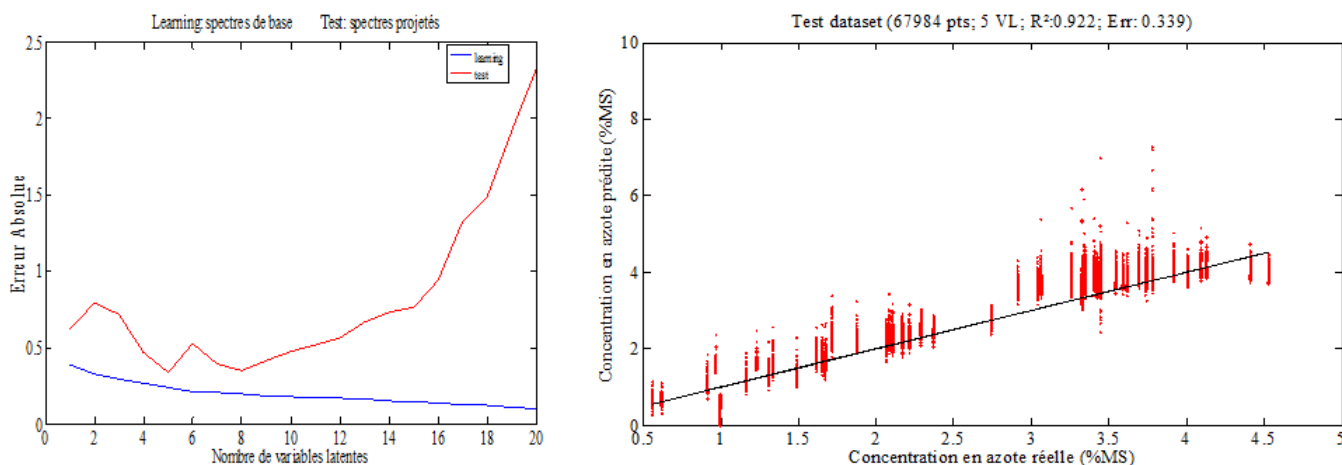 Learning: spectres de base Test: spectres projetés
Erreur Absolue
2.5
2
1.5
1
0.5
0
0 2 4 6 8 10 12 14 16 18 20
Nombre de variables latentes
learning
test
Test dataset (67984 pts; 5 VL; R²:0.922; Err: 0.339)
Concentration en azote prédite (%MS)
10
8
6
4
2
0
0.5 1 1.5 2 2.5 3 3.5 4 4.5 5
Concentration en azote réelle (%MS)